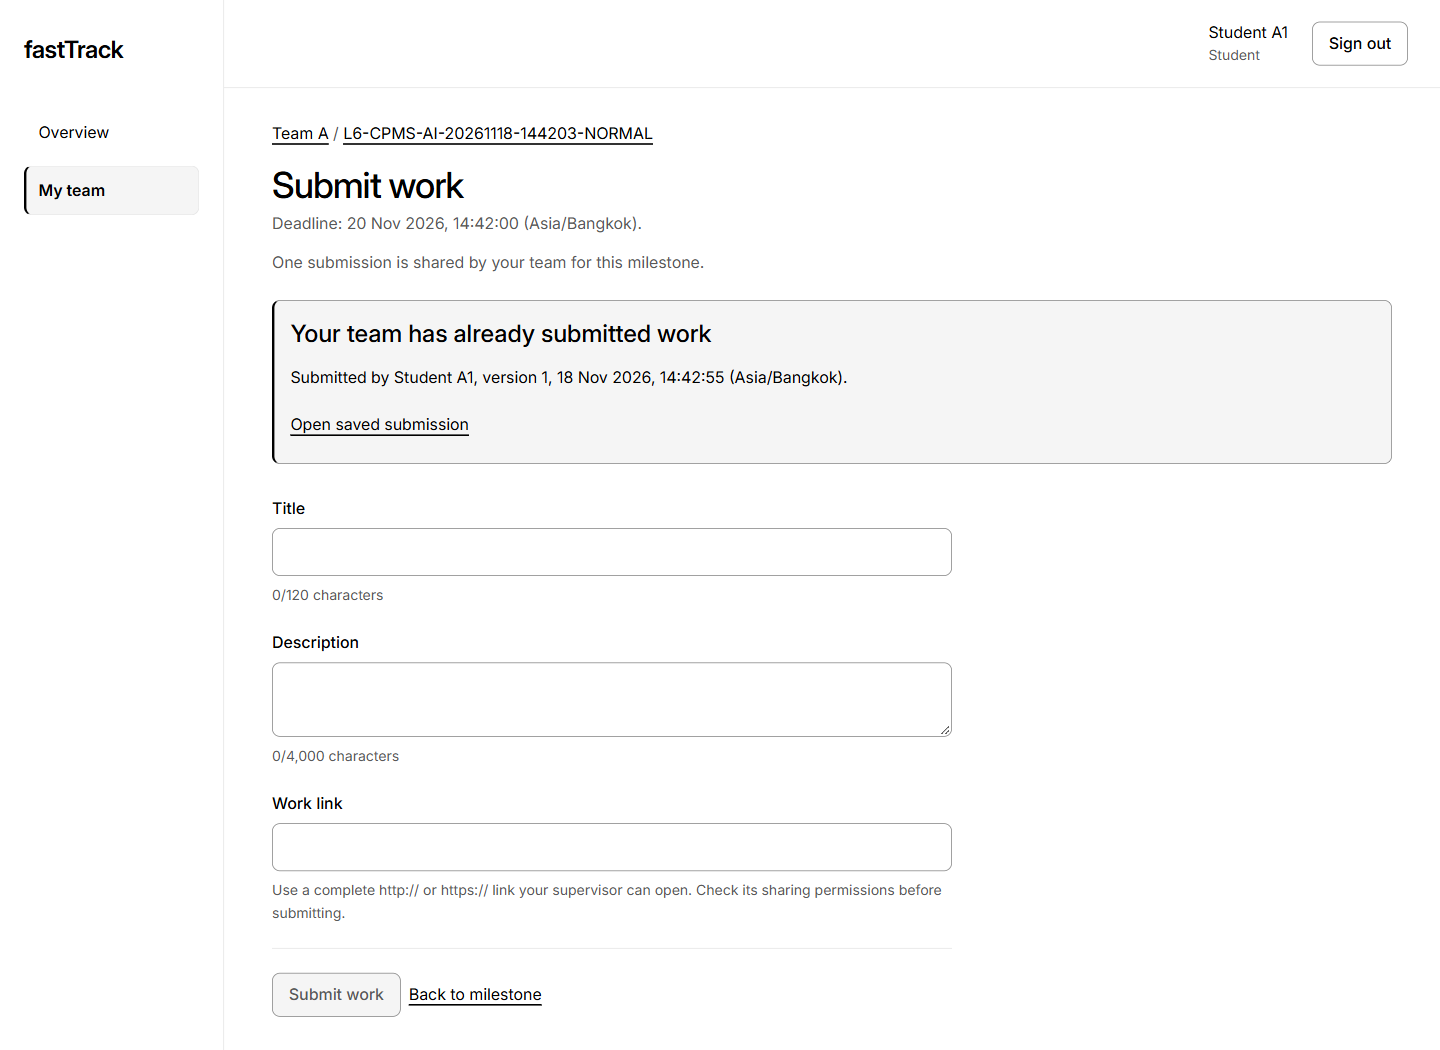 fastTrack
Overview
My team
Student A1
Student
Sign out
Team A / L6-CPMS-AI-20261118-144203-NORMAL
Submit work
Deadline: 20 Nov 2026, 14:42:00 (Asia/Bangkok).
One submission is shared by your team for this milestone.
Your team has already submitted work
Submitted by Student A1, version 1, 18 Nov 2026, 14:42:55 (Asia/Bangkok).
Open saved submission
Title
0/120 characters
Description
0/4,000 characters
Work link
Use a complete http:// or https:// link your supervisor can open. Check its sharing permissions before
submitting.
Submit work Back to milestone